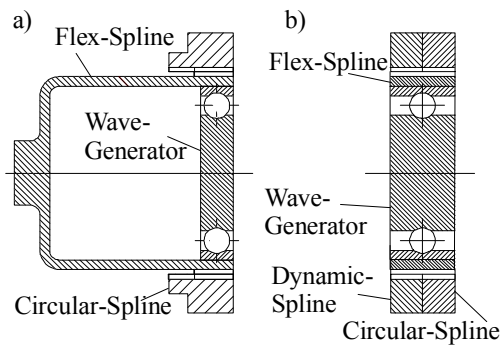 a)
Flex-Spline
Wave-
Generator
Circular-Spline
b)
Flex-Spline
Wave-
Generator
Dynamic-
Spline
Circular-Spline